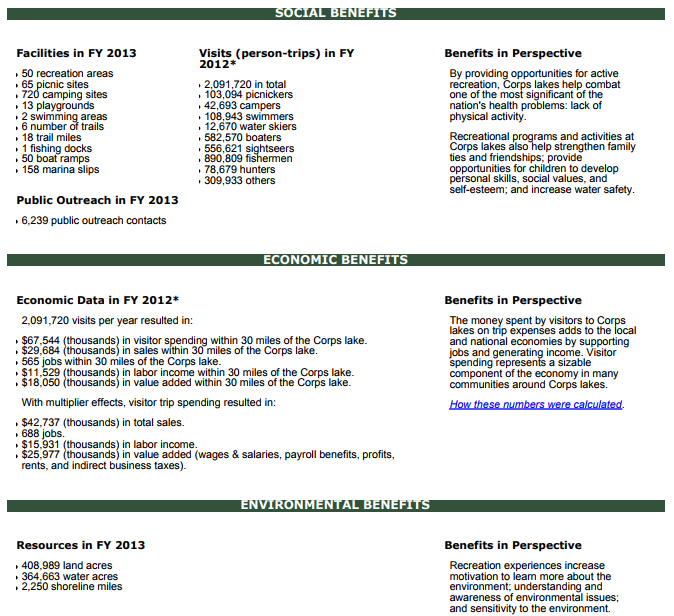 SOCIAL BENEFITS
Facilities in FY 2013
50 recreation areas
65 picnic sites
720 camping sites
13 playgrounds
2 swimming areas
6 number of trails
18 trail miles
1 fishing docks
50 boat ramps
158 marina slips
Public Outreach in FY 2013
6,239 public outreach contacts
Visits (person-trips) in FY
2012*
2,091,720 in total
103,094 picnickers
42,693 campers
108,943 swimmers
12,670 water skiers
582,570 boaters
556,621 sightseers
890,809 fishermen
78,679 hunters
309,933 others
Benefits in Perspective
By providing opportunities for active
recreation, Corps lakes help combat
one of the most significant of the
nation's health problems: lack of
physical activity.
Recreational programs and activities at
Corps lakes also help strengthen family
ties and friendships; provide
opportunities for children to develop
personal skills, social values, and
self-esteem; and increase water safety.
ECONOMIC BENEFITS
Economic Data in FY 2012*
2,091,720 visits per year resulted in:
$67,544 (thousands) in visitor spending within 30 miles of the Corps lake.
$29,684 (thousands) in sales within 30 miles of the Corps lake.
565 jobs within 30 miles of the Corps lake.
$11,529 (thousands) in labor income within 30 miles of the Corps lake.
$18,050 (thousands) in value added within 30 miles of the Corps lake.
With multiplier effects, visitor trip spending resulted in:
$42,737 (thousands) in total sales.
688 jobs.
$15,931 (thousands) in labor income.
$25,977 (thousands) in value added (wages & salaries, payroll benefits, profits,
rents, and indirect business taxes).
Benefits in Perspective
The money spent by visitors to Corps
lakes on trip expenses adds to the local
and national economies by supporting
jobs and generating income. Visitor
spending represents a sizable
component of the economy in many
communities around Corps lakes.
How these numbers were calculated.
ENVIRONMENTAL BENEFITS
Resources in FY 2013
408,989 land acres
364,663 water acres
2,250 shoreline miles
Benefits in Perspective
Recreation experiences increase
motivation to learn more about the
environment; understanding and
awareness of environmental issues;
and sensitivity to the environment.